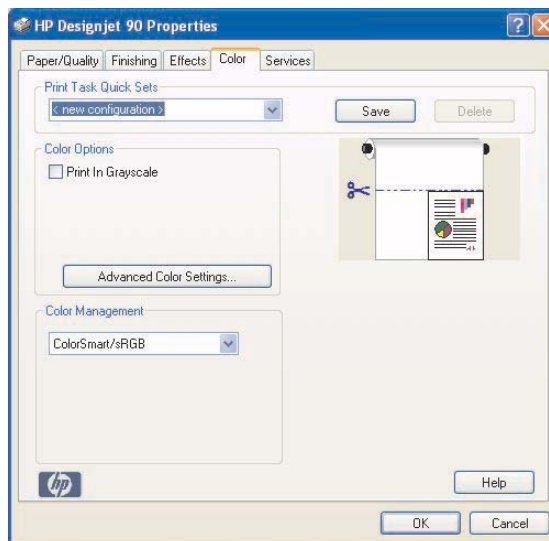 HP Designjet 90 Properties
Paper/Quality Finishing Effects Color Services
Print Task Quick Sets
< new configuration >
Save
Delete
Color Options
Print In Grayscale
Advanced Color Settings...
Color Management
ColorSmart/sRGB
hp
Help
OK
Cancel